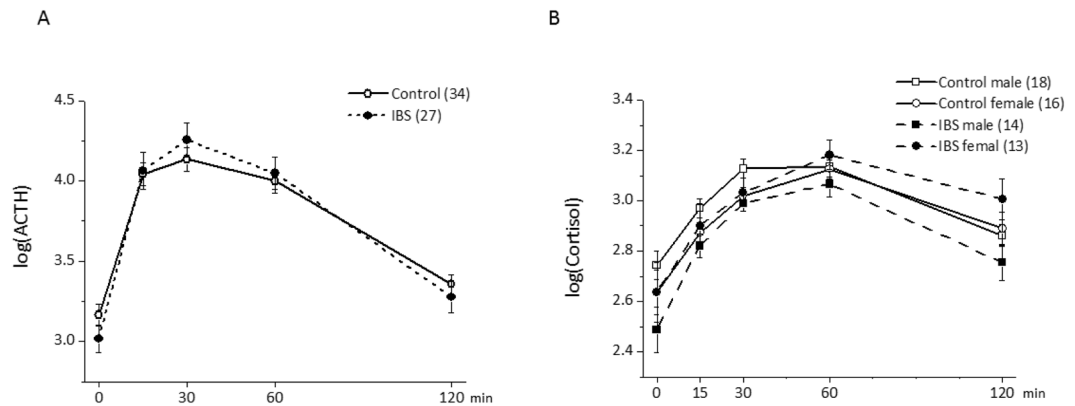 A
Control (34)
IBS (27)
log(ACTH)
4.5
4.0
3.5
3.0
0 30 60 120 min
B
Control male (18)
Control female (16)
IBS male (14)
IBS femal (13)
log(Cortisol)
3.4
3.2
3.0
2.8
2.6
2.4
0 15 30 60 120 min